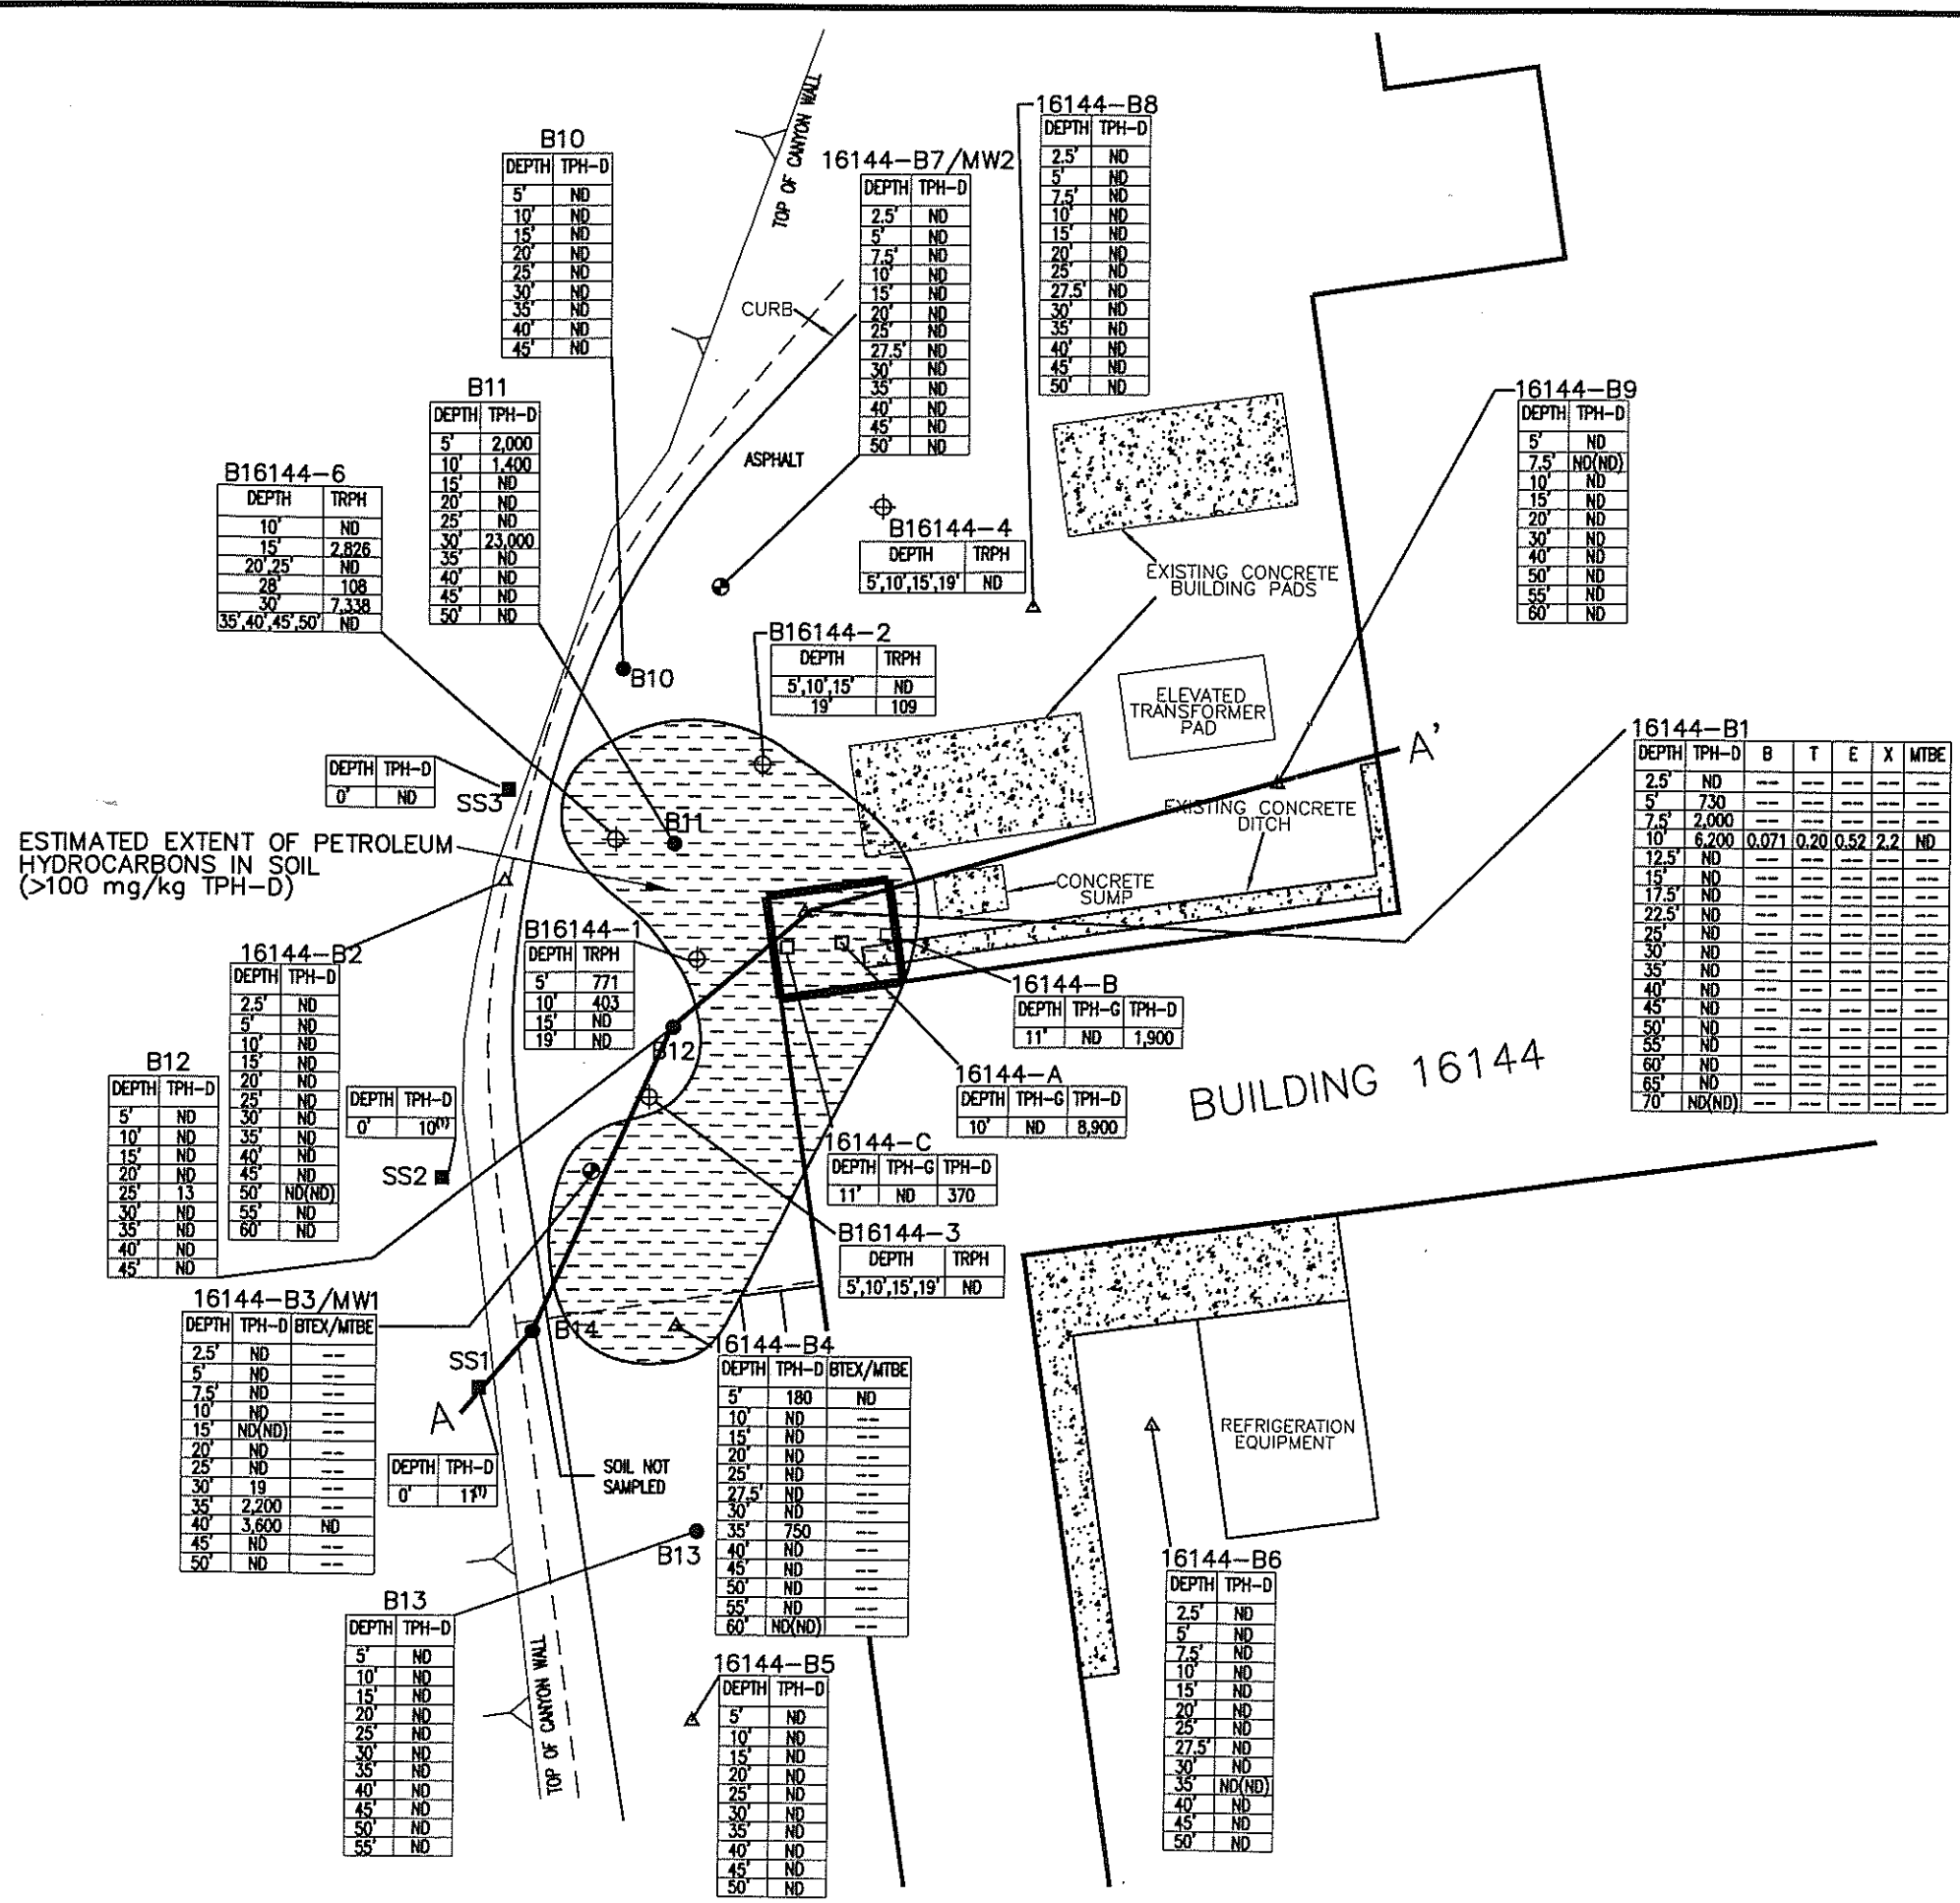 TOP OF CANYON WALL
B10
DEPTH TPH-D
5' ND
10' ND
15' ND
20' ND
25' ND
30' ND
35' ND
40' ND
45' ND
16144-B7/MW2
DEPTH TPH-D
2.5' ND
5' ND
7.5' ND
10' ND
15' ND
20' ND
25' ND
27.5' ND
30' ND
35' ND
40' ND
45' ND
50' ND
16144-B8
DEPTH TPH-D
2.5' ND
5' ND
7.5' ND
10' ND
15' ND
20' ND
25' ND
27.5' ND
30' ND
35' ND
40' ND
45' ND
50' ND
CURB
ASPHALT
B11
DEPTH TPH-D
5' 2,000
10' 1,400
15' ND
20' ND
25' ND
30' 23,000
35' ND
40' ND
45' ND
50' ND
16144-B9
DEPTH TPH-D
5' ND
7.5' ND(ND)
10' ND
15' ND
20' ND
30' ND
40' ND
50' ND
55' ND
60' ND
B16144-6
DEPTH TRPH
10' ND
15' 2,826
20',25' ND
28' 108
30' 7,338
35',40',45',50' ND
B16144-4
DEPTH TRPH
5',10',15',19' ND
EXISTING CONCRETE
BUILDING PADS
B16144-2
DEPTH TRPH
5',10',15' ND
19' 109
B10
ELEVATED
TRANSFORMER
PAD
A'
16144-B1
DEPTH TPH-D B T E X MTBE
2.5' ND -- -- -- -- --
5' 730 -- -- -- -- --
7.5' 2,000 -- -- -- -- --
10' 6,200 0.071 0.20 0.52 2.2 ND
12.5' ND -- -- -- -- --
15' ND -- -- -- -- --
17.5' ND -- -- -- -- --
22.5' ND -- -- -- -- --
25' ND -- -- -- -- --
30' ND -- -- -- -- --
35' ND -- -- -- -- --
40' ND -- -- -- -- --
45' ND -- -- -- -- --
50' ND -- -- -- -- --
55' ND -- -- -- -- --
60' ND -- -- -- -- --
65' ND -- -- -- -- --
70' ND(ND) -- -- -- -- --
DEPTH TPH-D
0' ND
SS3
B11
EXISTING CONCRETE
DITCH
ESTIMATED EXTENT OF PETROLEUM
HYDROCARBONS IN SOIL
(>100 mg/kg TPH-D)
CONCRETE
SUMP
B16144-1
DEPTH TRPH
5' 771
10' 403
15' ND
19' ND
16144-B2
DEPTH TPH-D
2.5' ND
5' ND
10' ND
15' ND
20' ND
25' ND
30' ND
35' ND
40' ND
45' ND
50' ND(ND)
55' ND
60' ND
16144-B
DEPTH TPH-G TPH-D
11' ND 1,900
B12
B12
DEPTH TPH-D
5' ND
10' ND
15' ND
20' ND
25' 13
30' ND
35' ND
40' ND
45' ND
DEPTH TPH-D
0' 10(1)
SS2
16144-A
DEPTH TPH-G TPH-D
10' ND 8,900
BUILDING 16144
16144-C
DEPTH TPH-G TPH-D
11' ND 370
B16144-3
DEPTH TRPH
5',10',15',19' ND
16144-B3/MW1
DEPTH TPH-D BTEX/MTBE
2.5' ND --
5' ND --
7.5' ND --
10' ND --
15' ND(ND) --
20' ND --
25' ND --
30' 19 --
35' 2,200 --
40' 3,600 ND
45' ND --
50' ND --
B14
SS1
A
DEPTH TPH-D
0' 11(1)
SOIL NOT
SAMPLED
16144-B4
DEPTH TPH-D BTEX/MTBE
5' 180 ND
10' ND --
15' ND --
20' ND --
25' ND --
27.5' ND --
30' ND --
35' 750 --
40' ND --
45' ND --
50' ND --
55' ND --
60' ND(ND) --
REFRIGERATION
EQUIPMENT
B13
B13
DEPTH TPH-D
5' ND
10' ND
15' ND
20' ND
25' ND
30' ND
35' ND
40' ND
45' ND
50' ND
55' ND
TOP OF CANYON WALL
16144-B5
DEPTH TPH-D
5' ND
10' ND
15' ND
20' ND
25' ND
30' ND
35' ND
40' ND
45' ND
50' ND
16144-B6
DEPTH TPH-D
2.5' ND
5' ND
7.5' ND
10' ND
15' ND
20' ND
25' ND
27.5' ND
30' ND
35' ND(ND)
40' ND
45' ND
50' ND